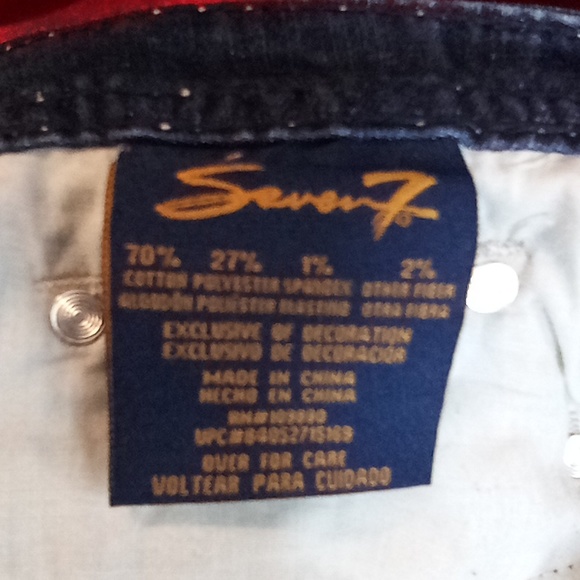 Seven7
70% 27% 1% 2%
COTTON POLYESTER SPANDEX OTHER FIBER
ALGODÓN POLIÉSTER ELASTANO OTRA FIBRA
EXCLUSIVE OF DECORATION
EXCLUSIVO DE DECORACIÓN
MADE IN CHINA
HECHO EN CHINA
OVER FOR CARE
VOLTEAR PARA CUIDADO